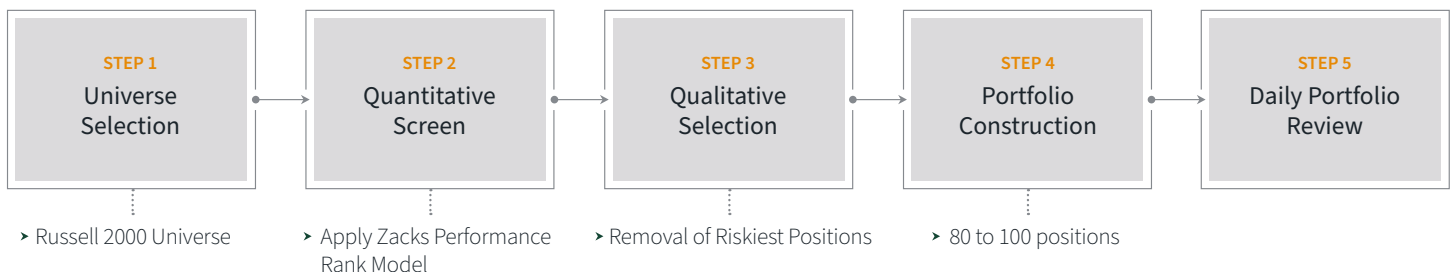 STEP 1
Universe
Selection
STEP 2
Quantitative
Screen
STEP 3
Qualitative
Selection
STEP 4
Portfolio
Construction
STEP 5
Daily Portfolio
Review
Russell 2000 Universe
Apply Zacks Performance
Rank Model
Removal of Riskiest Positions
80 to 100 positions